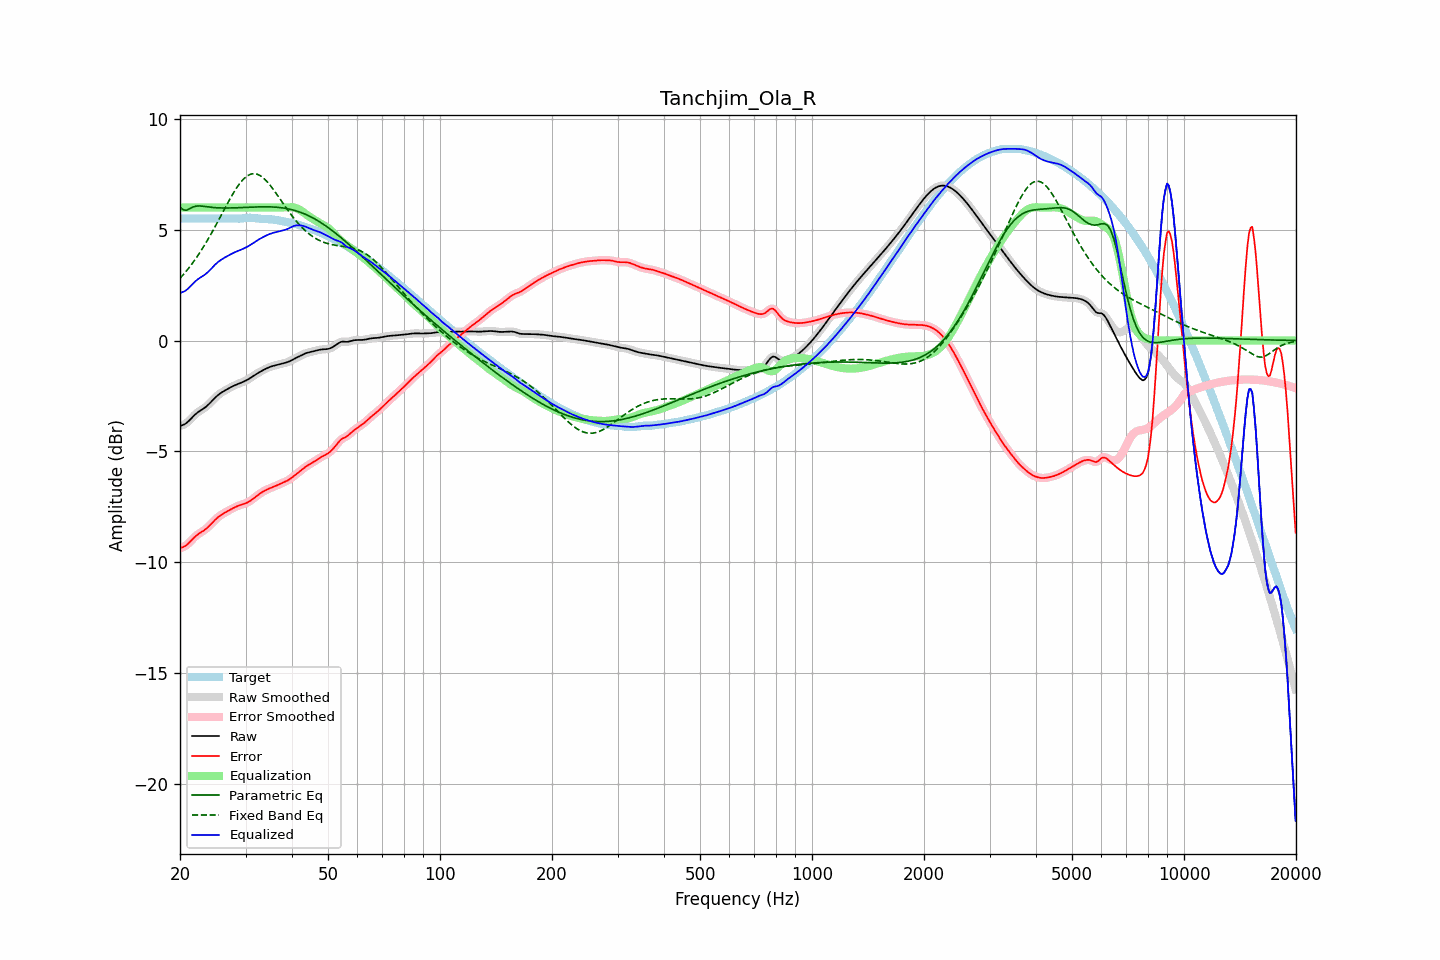 Tanchjim_Ola_R
10
5
0
−5
−10
−15
−20
Amplitude (dBr)
Target
Raw Smoothed
Error Smoothed
Raw
Error
Equalization
Parametric Eq
Fixed Band Eq
Equalized
20 50 100 200 500 1000 2000 5000 10000 20000
Frequency (Hz)